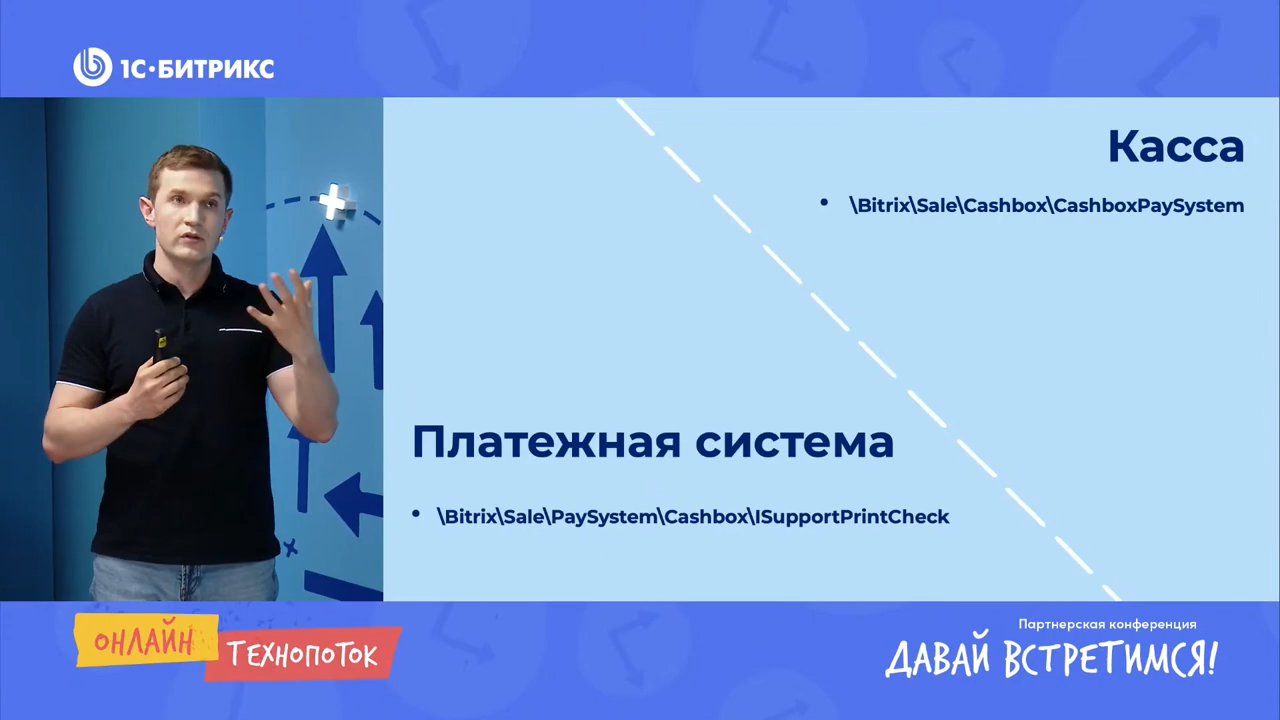 1С·БИТРИКС
Касса
• \Bitrix\Sale\Cashbox\CashboxPaySystem
Платежная система
• \Bitrix\Sale\PaySystem\Cashbox\ISupportPrintCheck
ОНЛАЙН
ТЕХНОПОТОК
Партнерская конференция
ДАВАЙ ВСТРЕТИМСЯ!